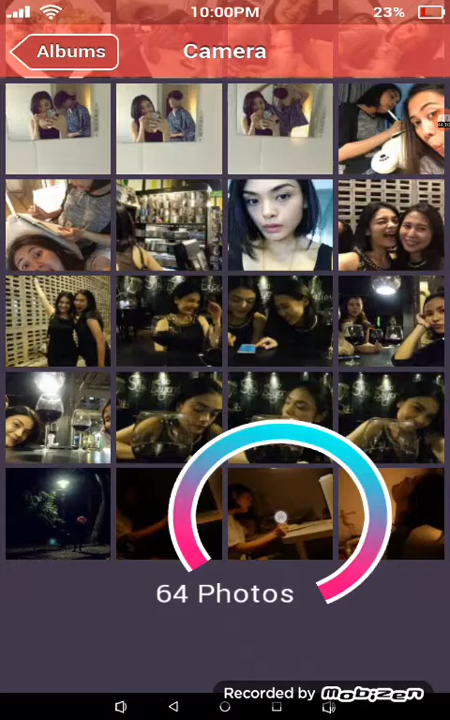 10:00PM
23%
Albums
Camera
64 Photos
Recorded by MOBIZEN